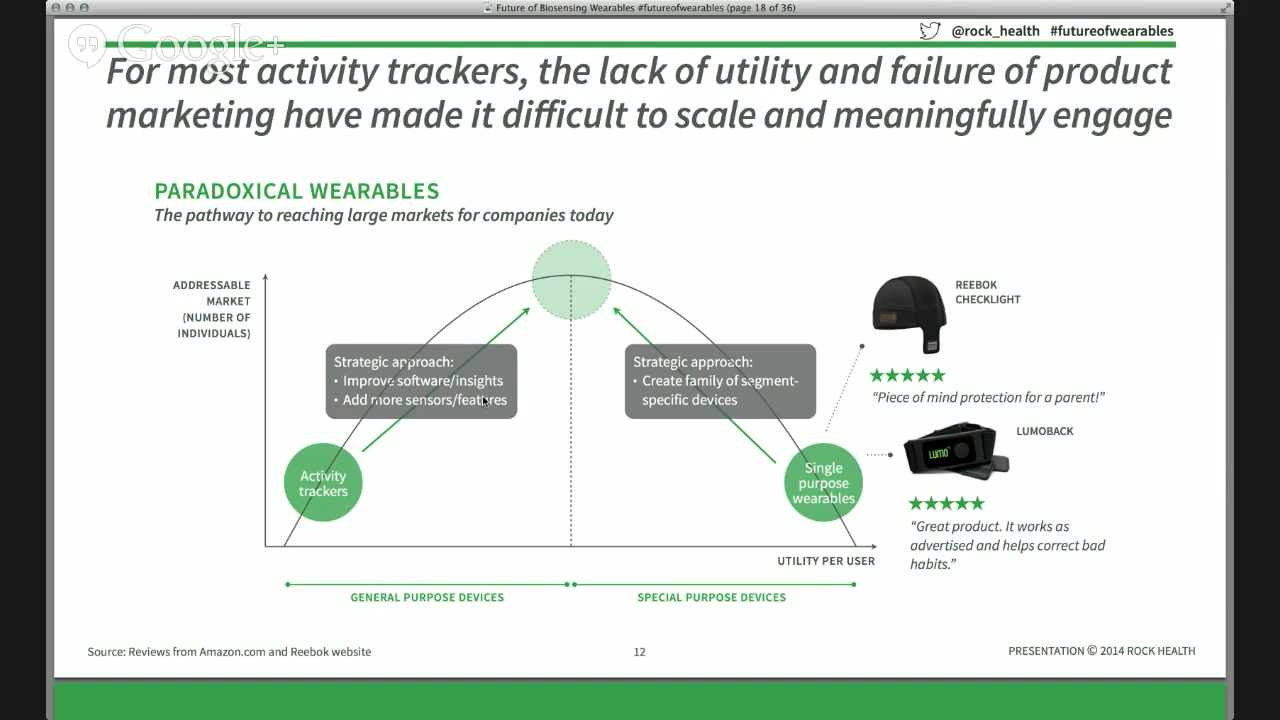 Future of Biosensing Wearables #futureofwearables (page 18 of 36)
Google+
@rock_health #futureofwearables
For most activity trackers, the lack of utility and failure of product
marketing have made it difficult to scale and meaningfully engage
PARADOXICAL WEARABLES
The pathway to reaching large markets for companies today
ADDRESSABLE
MARKET
(NUMBER OF
INDIVIDUALS)
Strategic approach:
• Improve software/insights
• Add more sensors/features
Strategic approach:
• Create family of segment-
specific devices
Activity
trackers
Single
purpose
wearables
UTILITY PER USER
GENERAL PURPOSE DEVICES
SPECIAL PURPOSE DEVICES
REEBOK
CHECKLIGHT
“Piece of mind protection for a parent!”
LUMOBACK
LUMO
“Great product. It works as
advertised and helps correct bad
habits.”
Source: Reviews from Amazon.com and Reebok website
12
PRESENTATION © 2014 ROCK HEALTH